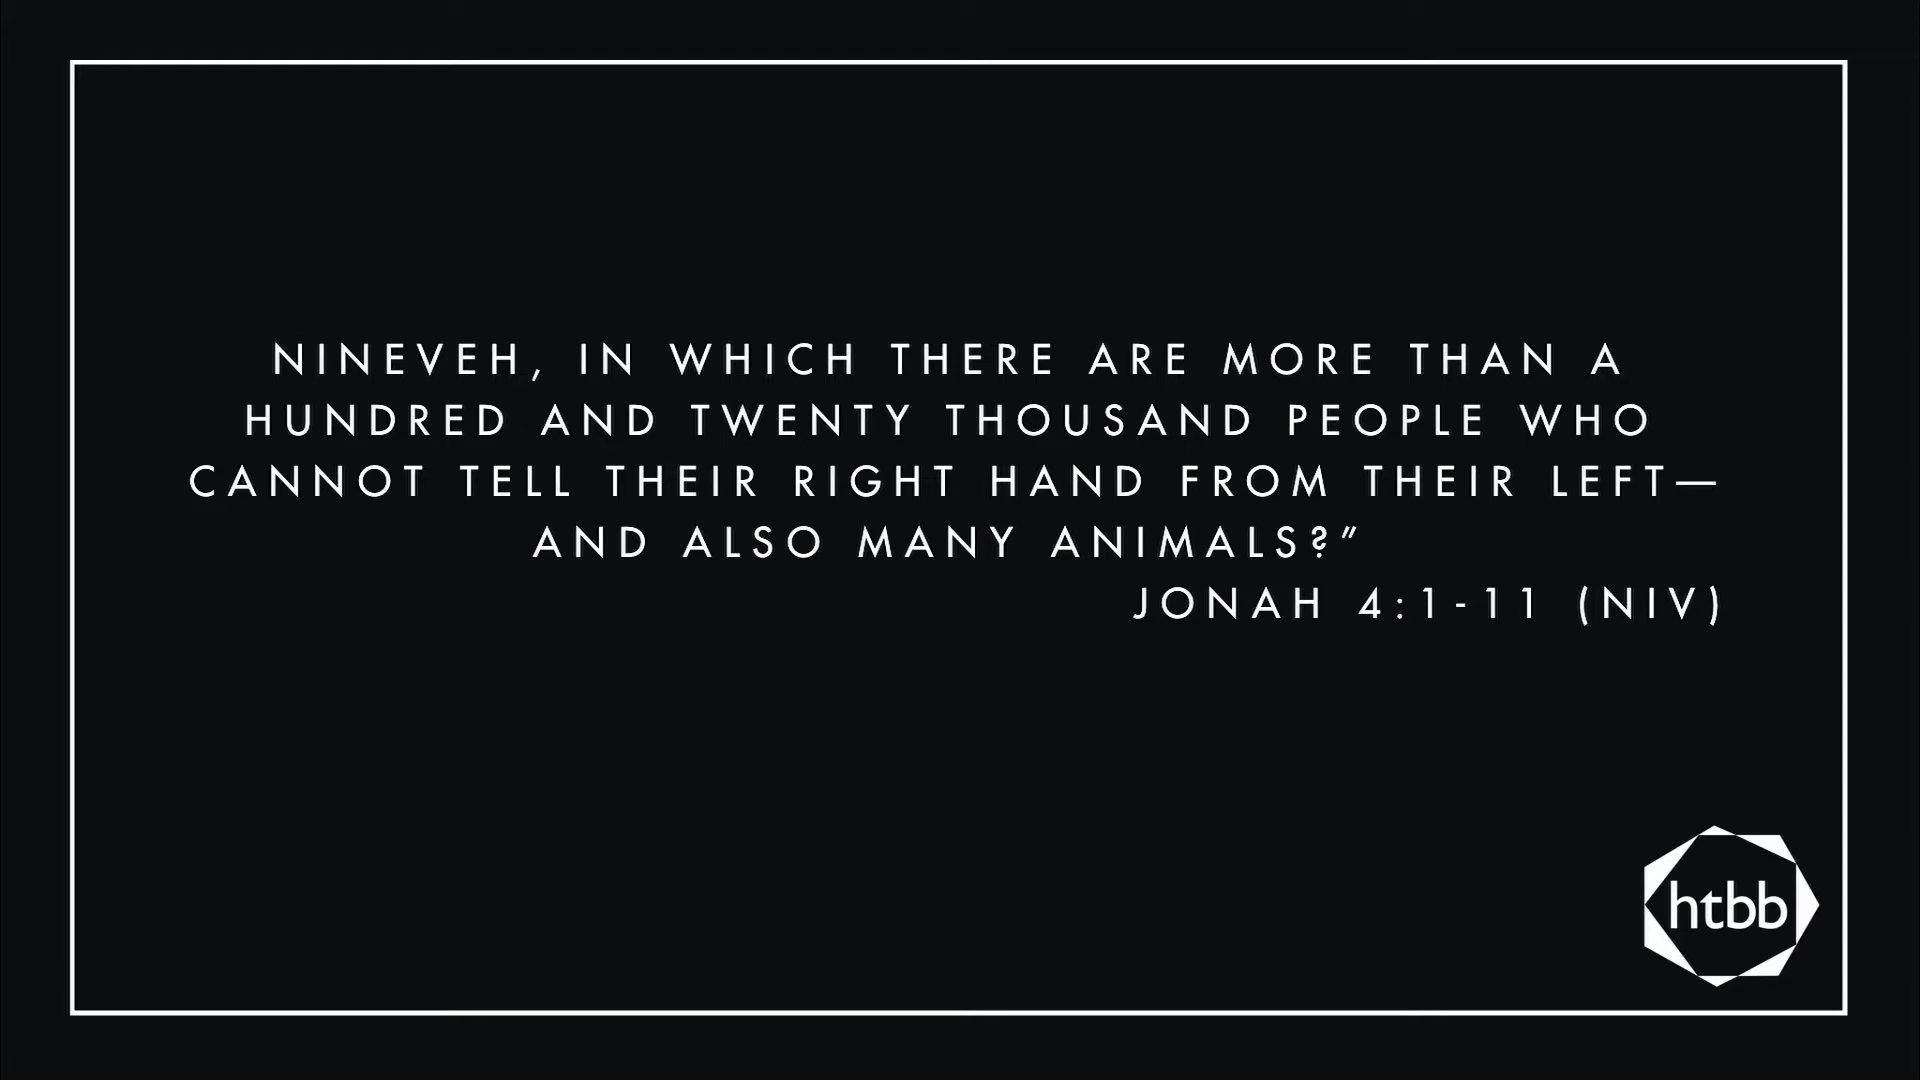 NINEVEH, IN WHICH THERE ARE MORE THAN A
HUNDRED AND TWENTY THOUSAND PEOPLE WHO
CANNOT TELL THEIR RIGHT HAND FROM THEIR LEFT—
AND ALSO MANY ANIMALS?”
JONAH 4:1-11 (NIV)
htbb